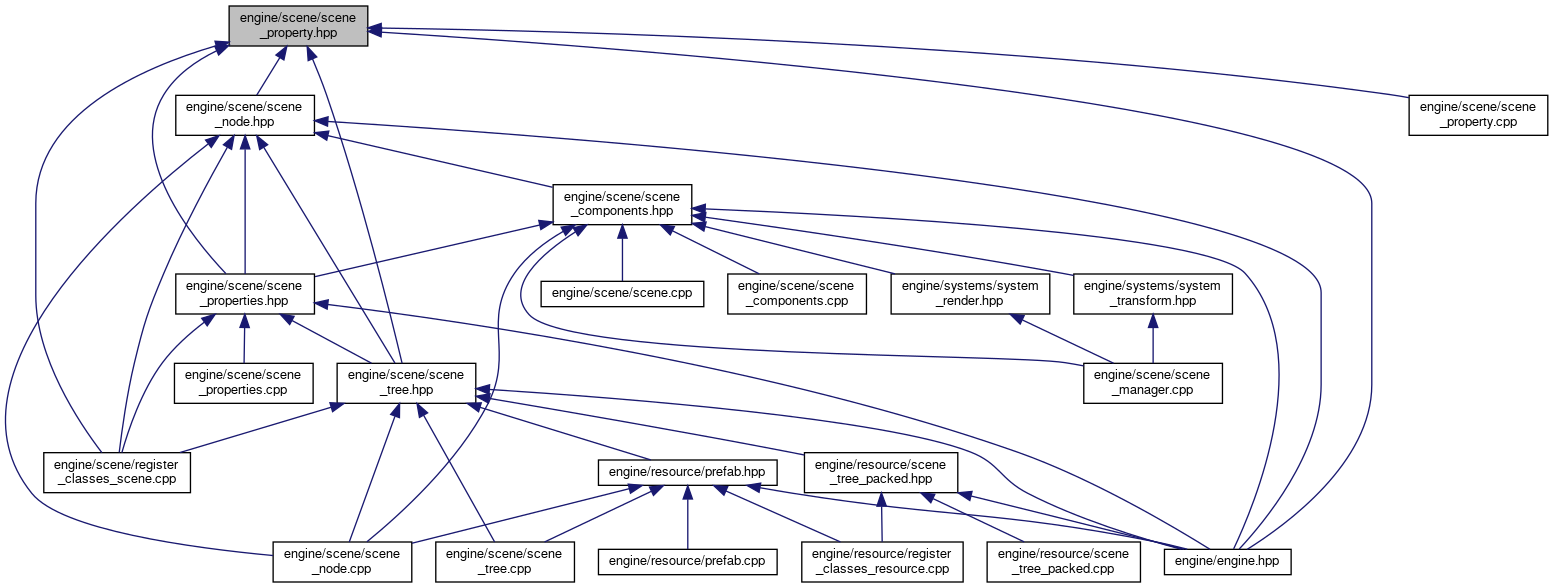 engine/scene/scene
_property.hpp
engine/scene/scene
_node.hpp
engine/scene/scene
_property.cpp
engine/scene/scene
_components.hpp
engine/scene/scene
_properties.hpp
engine/scene/scene.cpp
engine/scene/scene
_components.cpp
engine/systems/system
_render.hpp
engine/systems/system
_transform.hpp
engine/scene/scene
_properties.cpp
engine/scene/scene
_tree.hpp
engine/scene/scene
_manager.cpp
engine/scene/register
_classes_scene.cpp
engine/resource/prefab.hpp
engine/resource/scene
_tree_packed.hpp
engine/scene/scene
_node.cpp
engine/scene/scene
_tree.cpp
engine/resource/prefab.cpp
engine/resource/register
_classes_resource.cpp
engine/resource/scene
_tree_packed.cpp
engine/engine.hpp